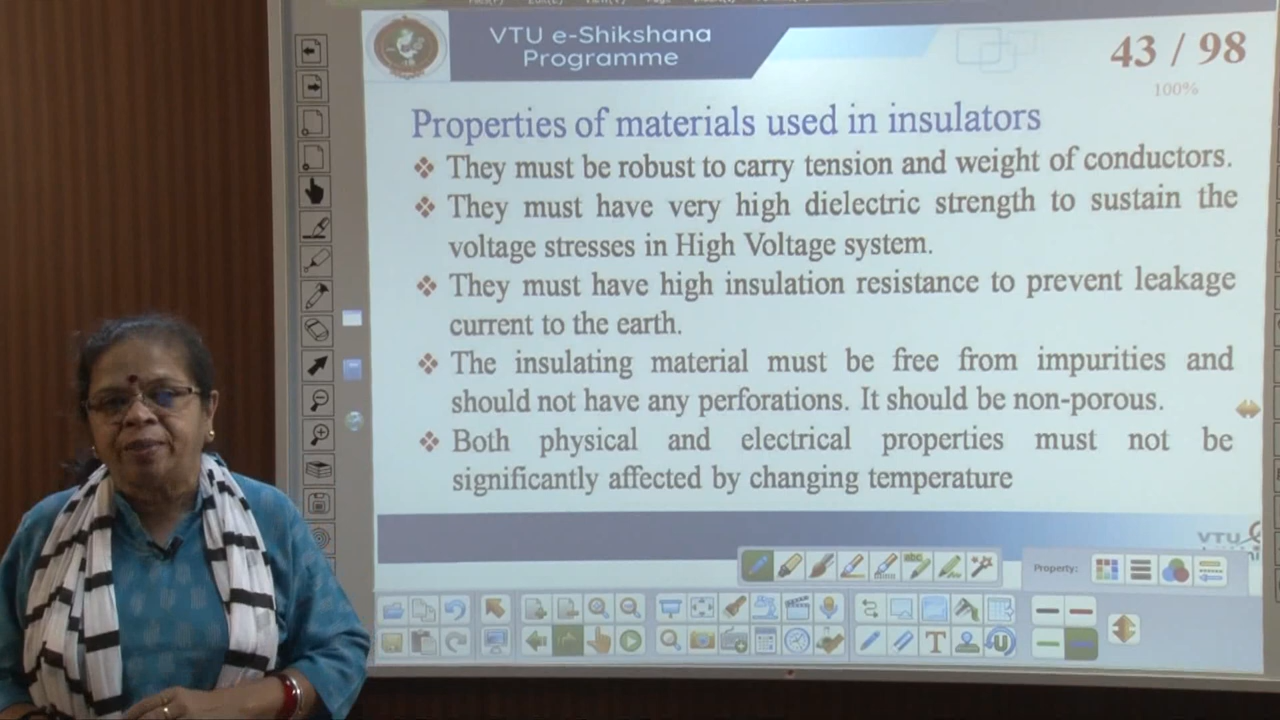 VTU e-Shikshana
Programme
43 / 98
100%
Properties of materials used in insulators
❖ They must be robust to carry tension and weight of conductors.
❖ They must have very high dielectric strength to sustain the
voltage stresses in High Voltage system.
❖ They must have high insulation resistance to prevent leakage
current to the earth.
❖ The insulating material must be free from impurities and
should not have any perforations. It should be non-porous.
❖ Both physical and electrical properties must not be
significantly affected by changing temperature
VTU
Property: